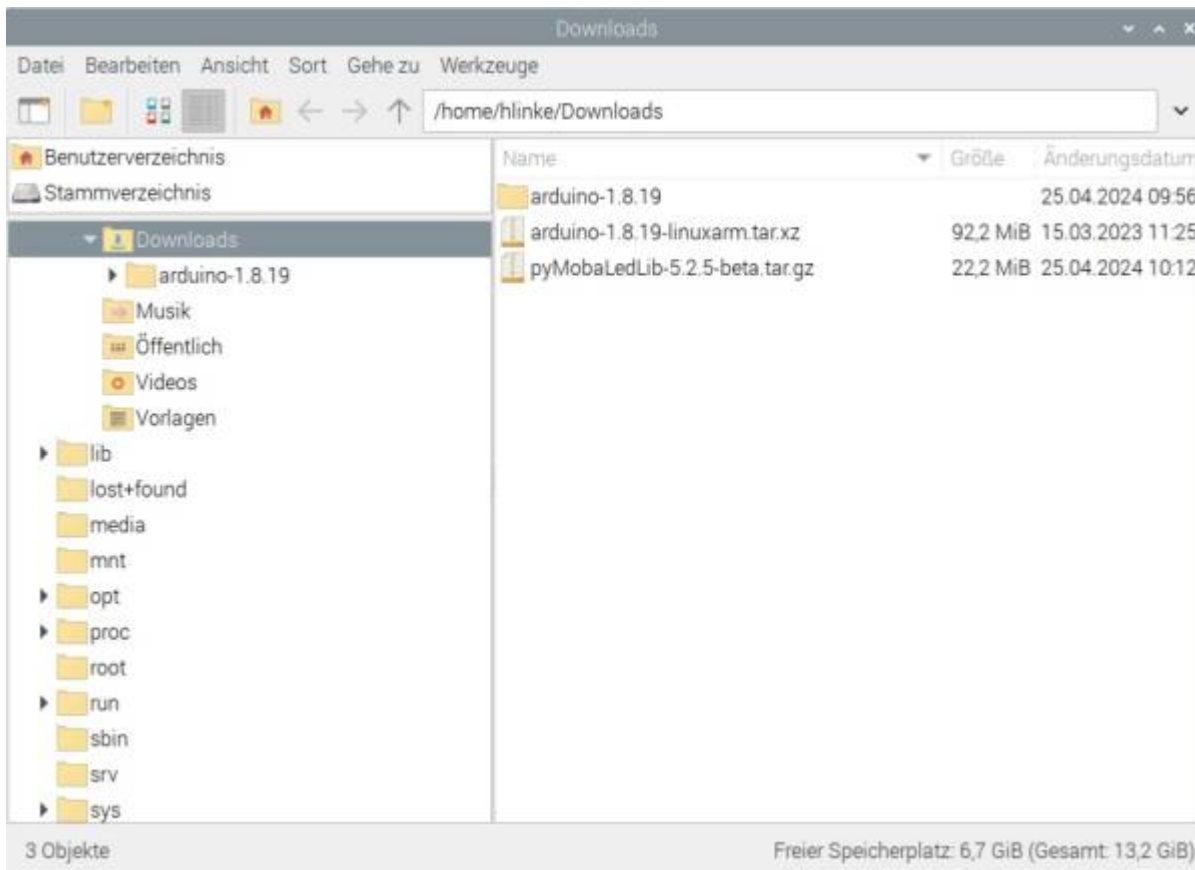 Downloads
Datei Bearbeiten Ansicht Sort Gehe zu Werkzeuge
/home/hlinke/Downloads
Benutzerverzeichnis
Stammverzeichnis
Downloads
arduino-1.8.19
Musik
Öffentlich
Videos
Vorlagen
lib
lost+found
media
mnt
opt
proc
root
run
sbin
srv
sys
Name Größe Änderungsdatum
arduino-1.8.19 25.04.2024 09:56
arduino-1.8.19-linuxarm.tar.xz 92,2 MiB 15.03.2023 11:25
pyMobaLedLib-5.2.5-beta.tar.gz 22,2 MiB 25.04.2024 10:12
3 Objekte Freier Speicherplatz: 6,7 GiB (Gesamt: 13,2 GiB)